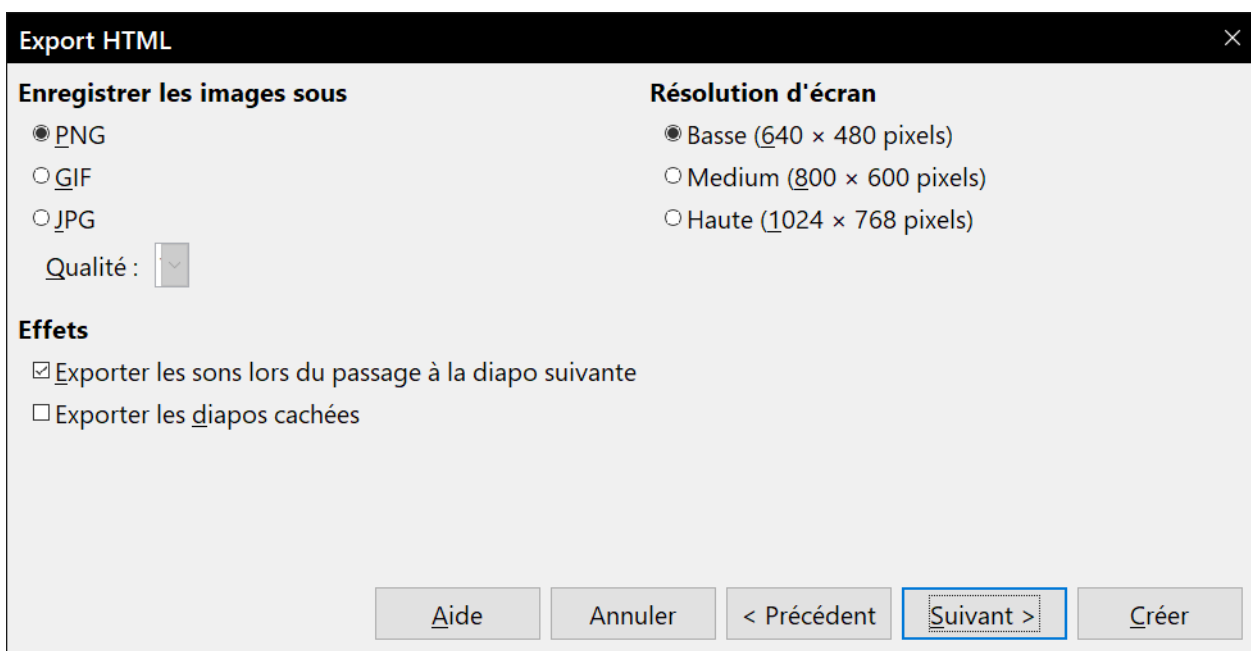 Export HTML
Enregistrer les images sous
PNG
GIF
JPG
Qualité :
Résolution d'écran
Basse (640 × 480 pixels)
Medium (800 × 600 pixels)
Haute (1024 × 768 pixels)
Effets
Exporter les sons lors du passage à la diapo suivante
Exporter les diapos cachées
Aide
Annuler
< Précédent
Suivant >
Créer